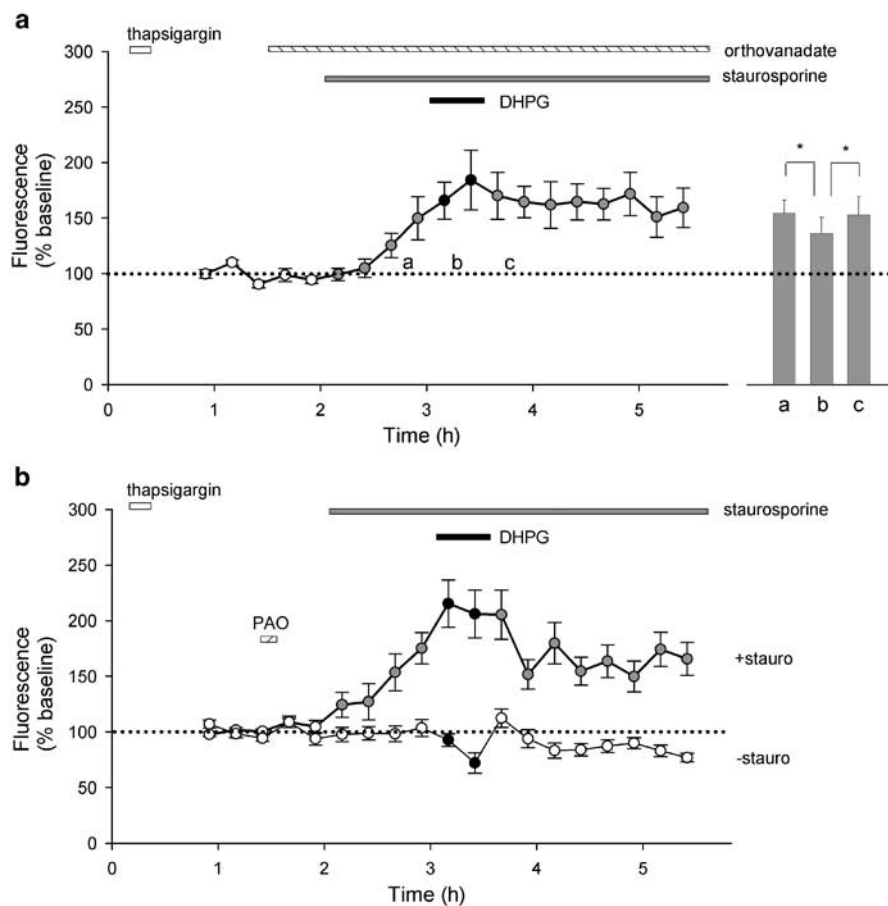 a
thapsigargin
300
orthovanadate
staurosporine
250
DHPG
200
* *
150
100
a b c
50
0
Fluorescence
(% baseline)
0 1 2 3 4 5
Time (h)
a b c
b
thapsigargin
300
staurosporine
250
DHPG
200
PAO
150
+stauro
100
-stauro
50
0
Fluorescence
(% baseline)
0 1 2 3 4 5
Time (h)